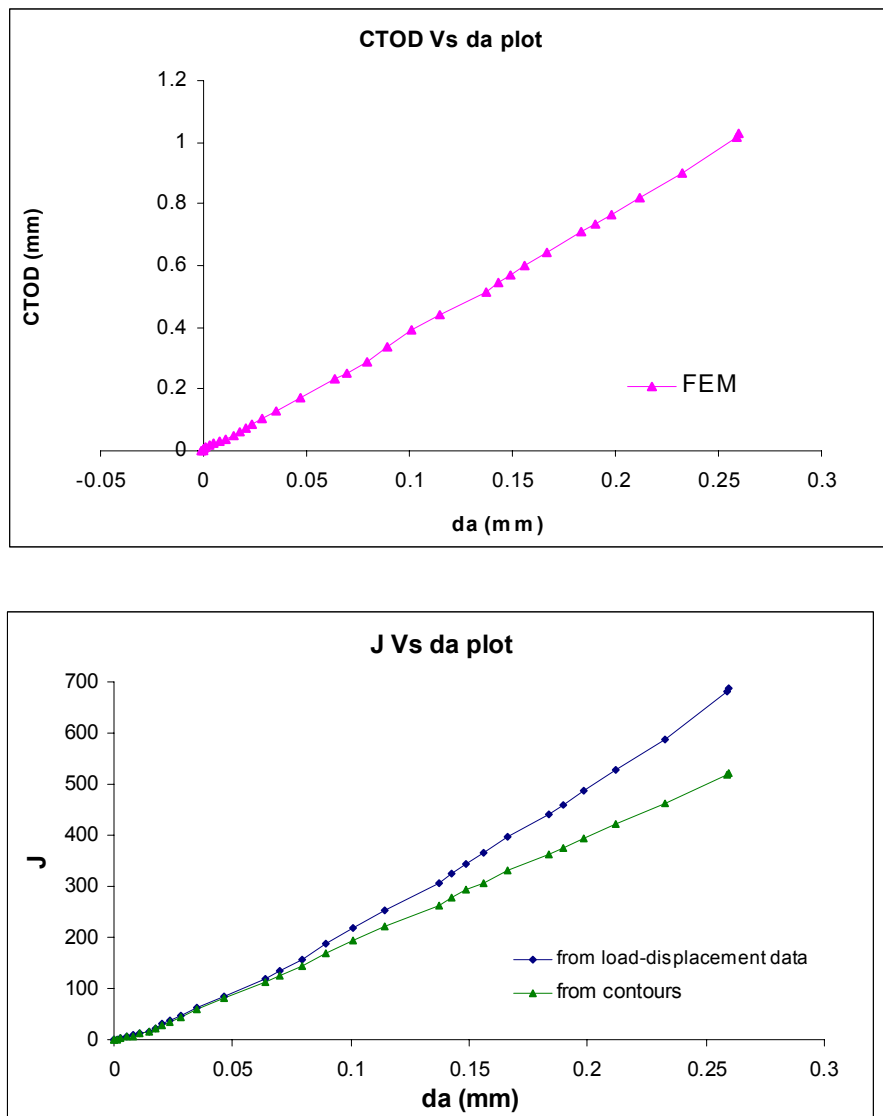 CTOD Vs da plot
1.2
1
0.8
0.6
0.4
0.2
0
CTOD (mm)
-0.05 0 0.05 0.1 0.15 0.2 0.25 0.3
da (mm)
FEM
J Vs da plot
700
600
500
400
300
200
100
0
J
0 0.05 0.1 0.15 0.2 0.25 0.3
da (mm)
from load-displacement data
from contours